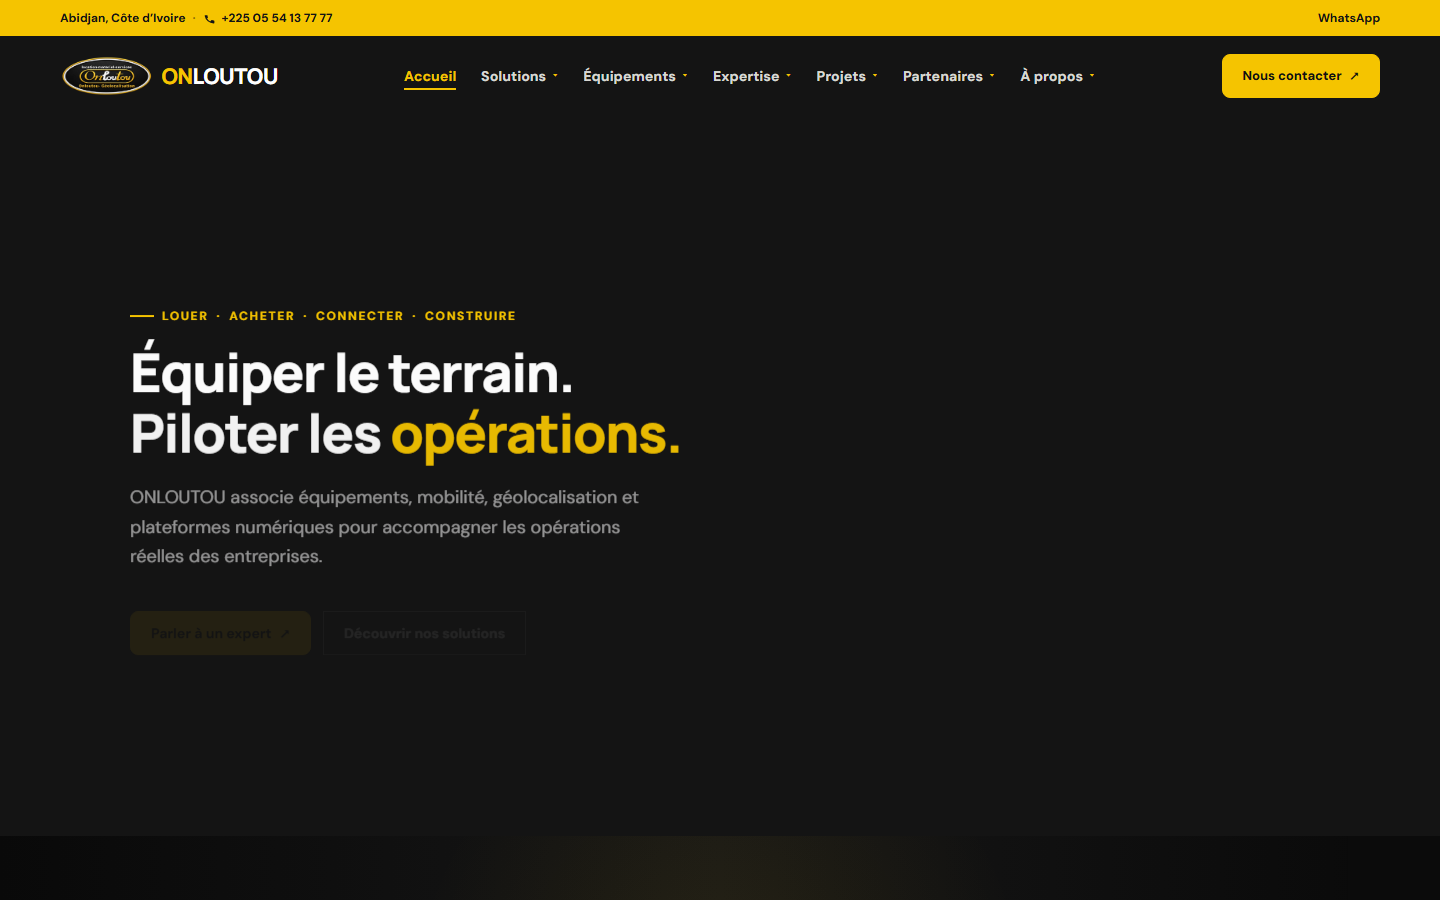 Abidjan, Côte d’Ivoire · +225 05 54 13 77 77
WhatsApp
Onloutou
ONLOUTOU
Accueil
Solutions
Équipements
Expertise
Projets
Partenaires
À propos
Nous contacter ↗
LOUER · ACHETER · CONNECTER · CONSTRUIRE
Équiper le terrain.
Piloter les opérations.
ONLOUTOU associe équipements, mobilité, géolocalisation et
plateformes numériques pour accompagner les opérations
réelles des entreprises.
Parler à un expert ↗
Découvrir nos solutions